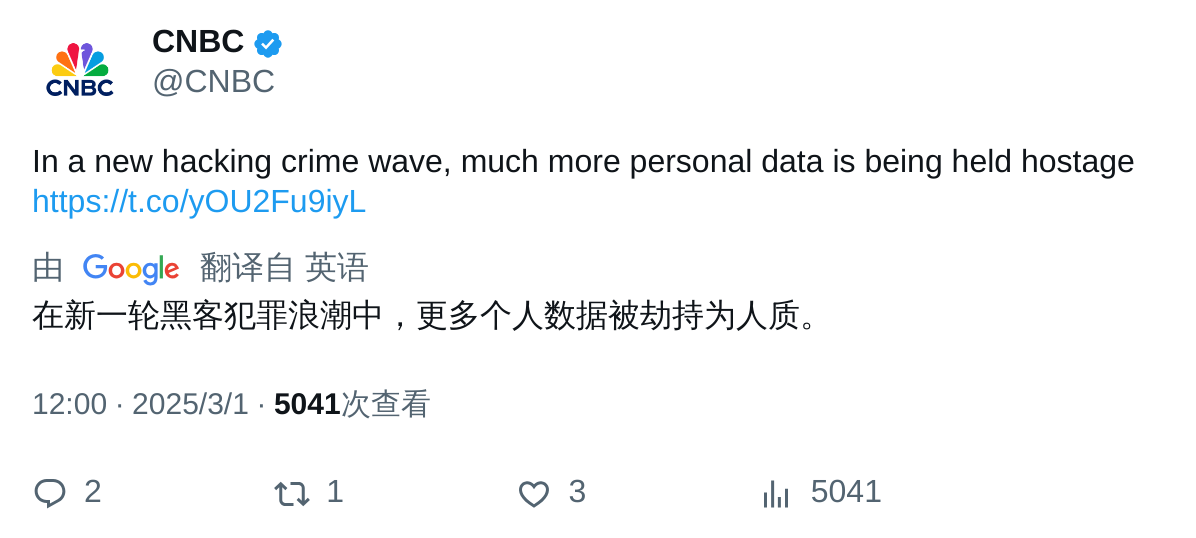 CNBC
CNBC
@CNBC
In a new hacking crime wave, much more personal data is being held hostage
https://t.co/yOU2Fu9iyL
由 Google 翻译自 英语
在新一轮黑客犯罪浪潮中，更多个人数据被劫持为人质。
12:00 · 2025/3/1 · 5041次查看
2 1 3 5041